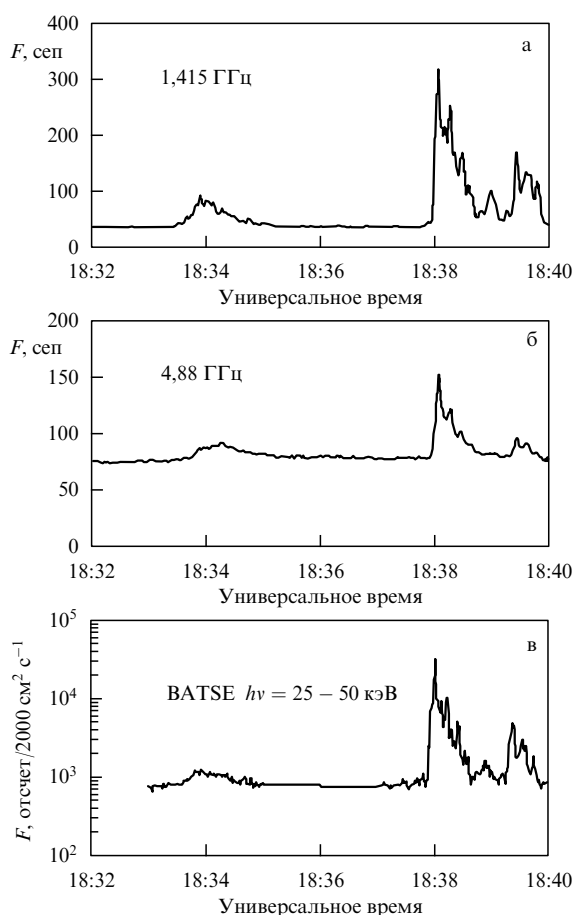 400
F, сеп
а
1,415 ГГц
300
200
100
0
18:32 18:34 18:36 18:38 18:40
Универсальное время
200
F, сеп
б
4,88 ГГц
150
100
50
0
18:32 18:34 18:36 18:38 18:40
Универсальное время
10⁵
в
BATSE hν = 25 – 50 кэВ
10⁴
10³
10²
F, отсчет/2000 см² с⁻¹
18:32 18:34 18:36 18:38 18:40
Универсальное время